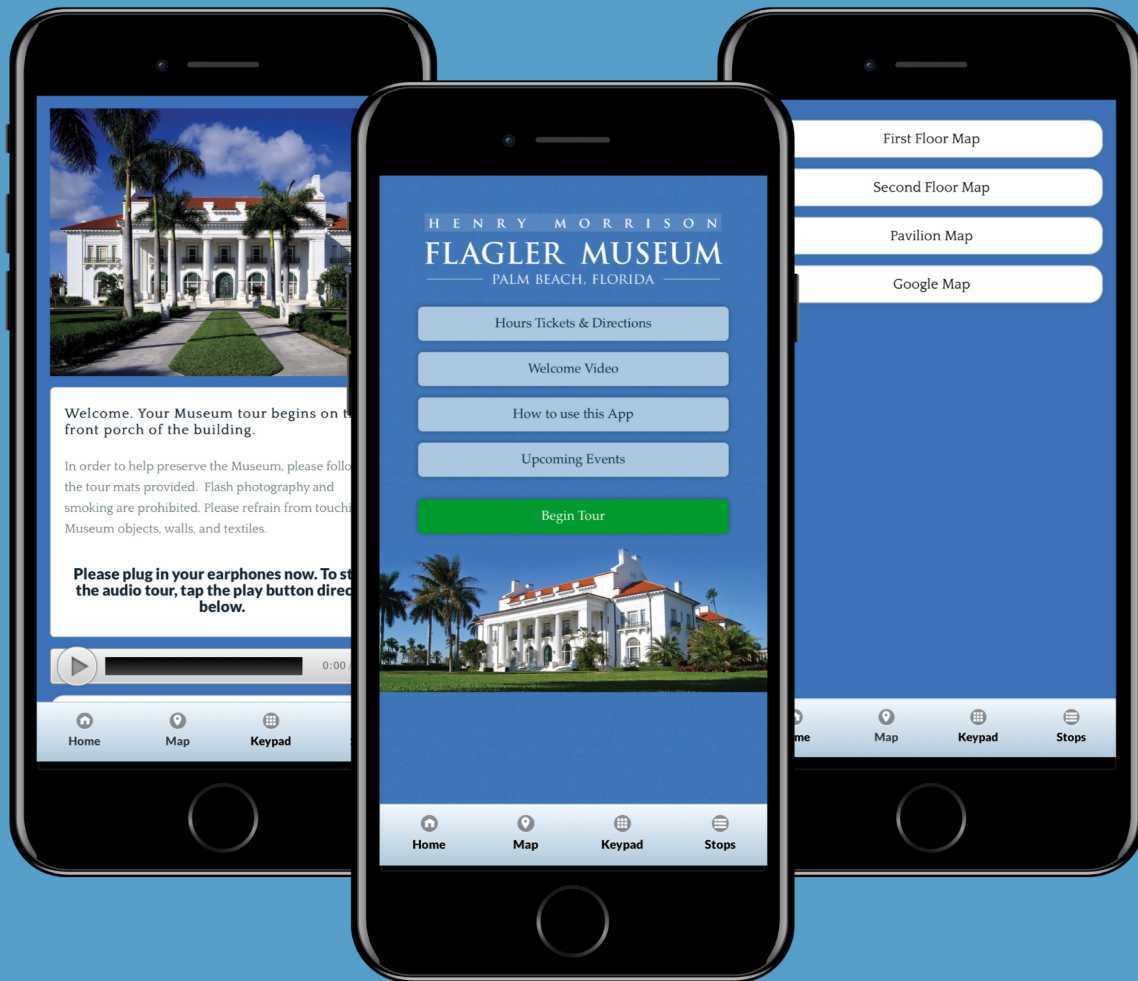 Welcome. Your Museum tour begins on
front porch of the building.
In order to help preserve the Museum, please
the tour mats provided. Flash photography and
smoking are prohibited. Please refrain from
Museum objects, walls, and textiles.
Please plug in your earphones now. To
the audio tour, tap the play button
below.
0:00
Home
Map
Keypad
HENRY MORRISON
FLAGLER MUSEUM
PALM BEACH, FLORIDA
Hours Tickets & Directions
Welcome Video
How to use this App
Upcoming Events
Begin Tour
Home
Map
Keypad
Stops
First Floor Map
Second Floor Map
Pavilion Map
Google Map
Map
Keypad
Stops